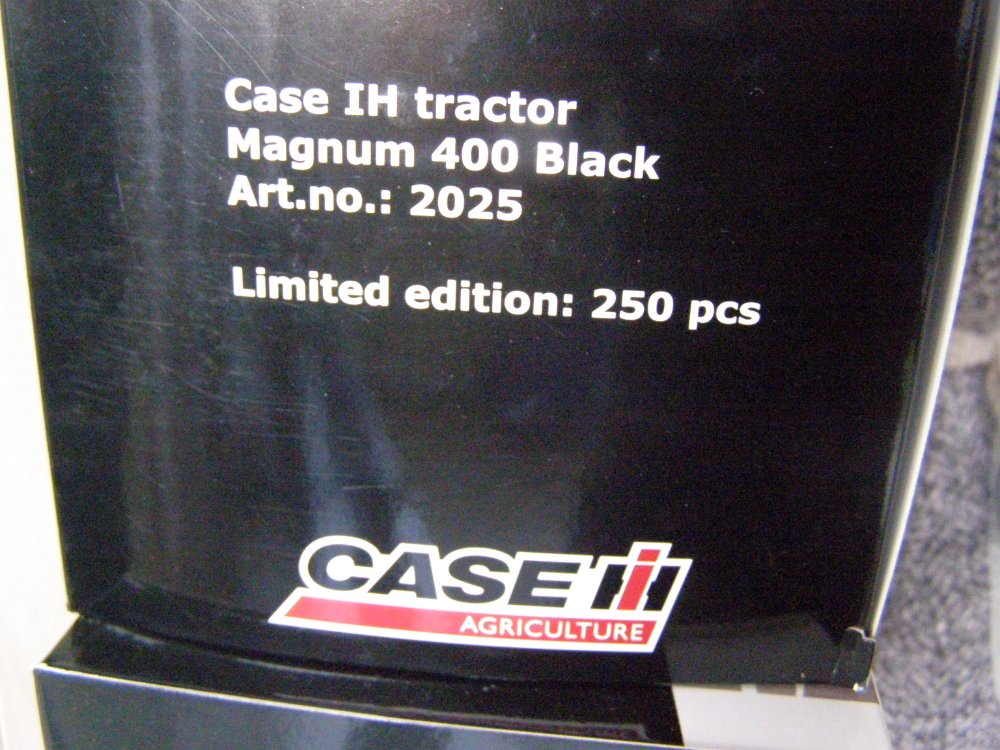 Case IH tractor
Magnum 400 Black
Art.no.: 2025
Limited edition: 250 pcs
CASE IH
AGRICULTURE